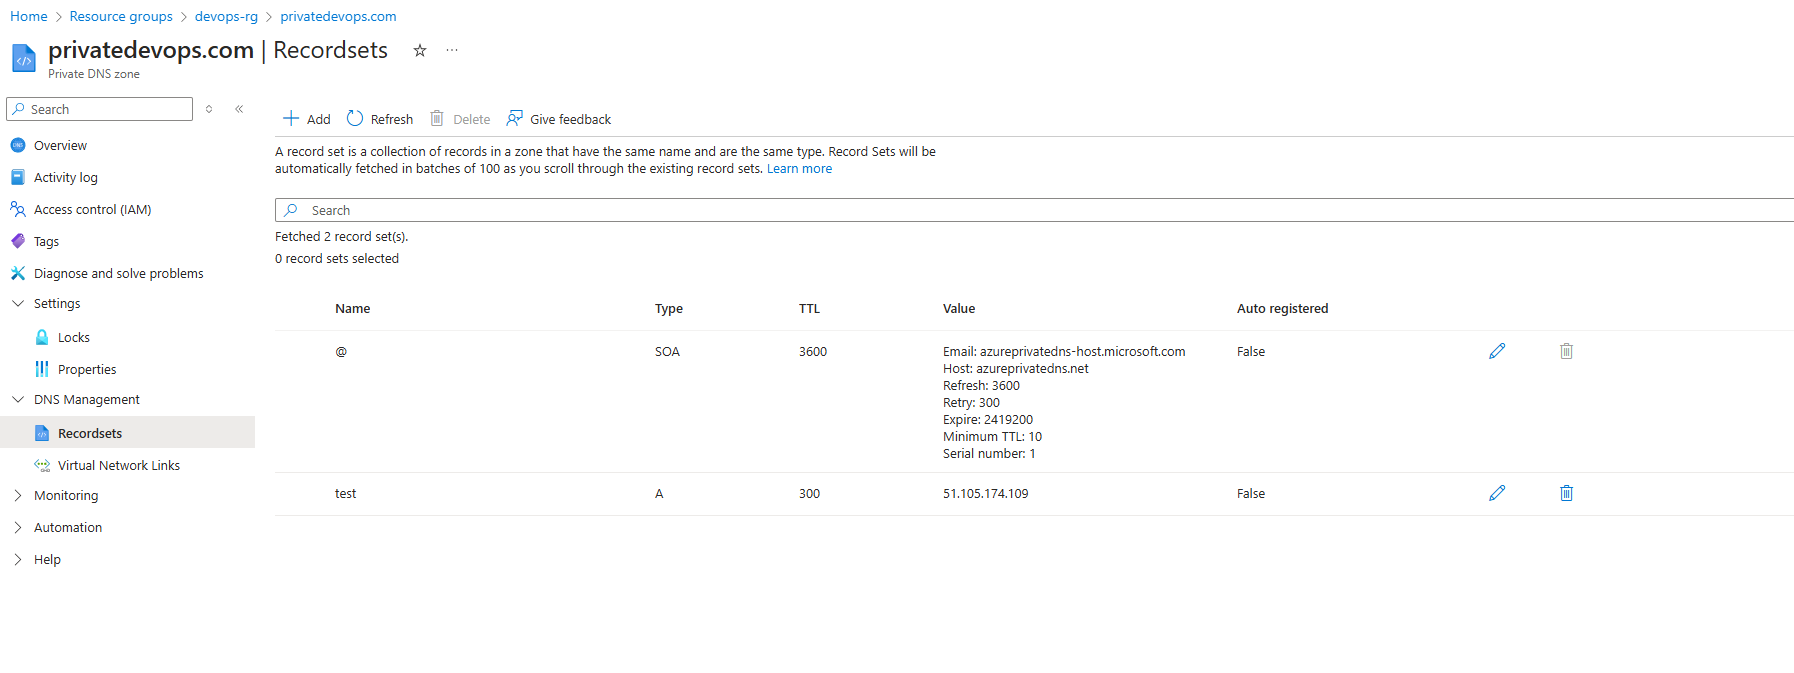 Home > Resource groups > devops-rg > privatedevops.com
privatedevops.com | Recordsets ...
Private DNS zone
Search
Overview
Activity log
Access control (IAM)
Tags
Diagnose and solve problems
Settings
Locks
Properties
DNS Management
Recordsets
Virtual Network Links
Monitoring
Automation
Help
Add Refresh Delete Give feedback
A record set is a collection of records in a zone that have the same name and are the same type. Record Sets will be
automatically fetched in batches of 100 as you scroll through the existing record sets. Learn more
Search
Fetched 2 record set(s).
0 record sets selected
Name Type TTL Value Auto registered
@ SOA 3600 Email: azureprivatedns-host.microsoft.com False
Host: azureprivatedns.net
Refresh: 3600
Retry: 300
Expire: 2419200
Minimum TTL: 10
Serial number: 1
test A 300 51.105.174.109 False